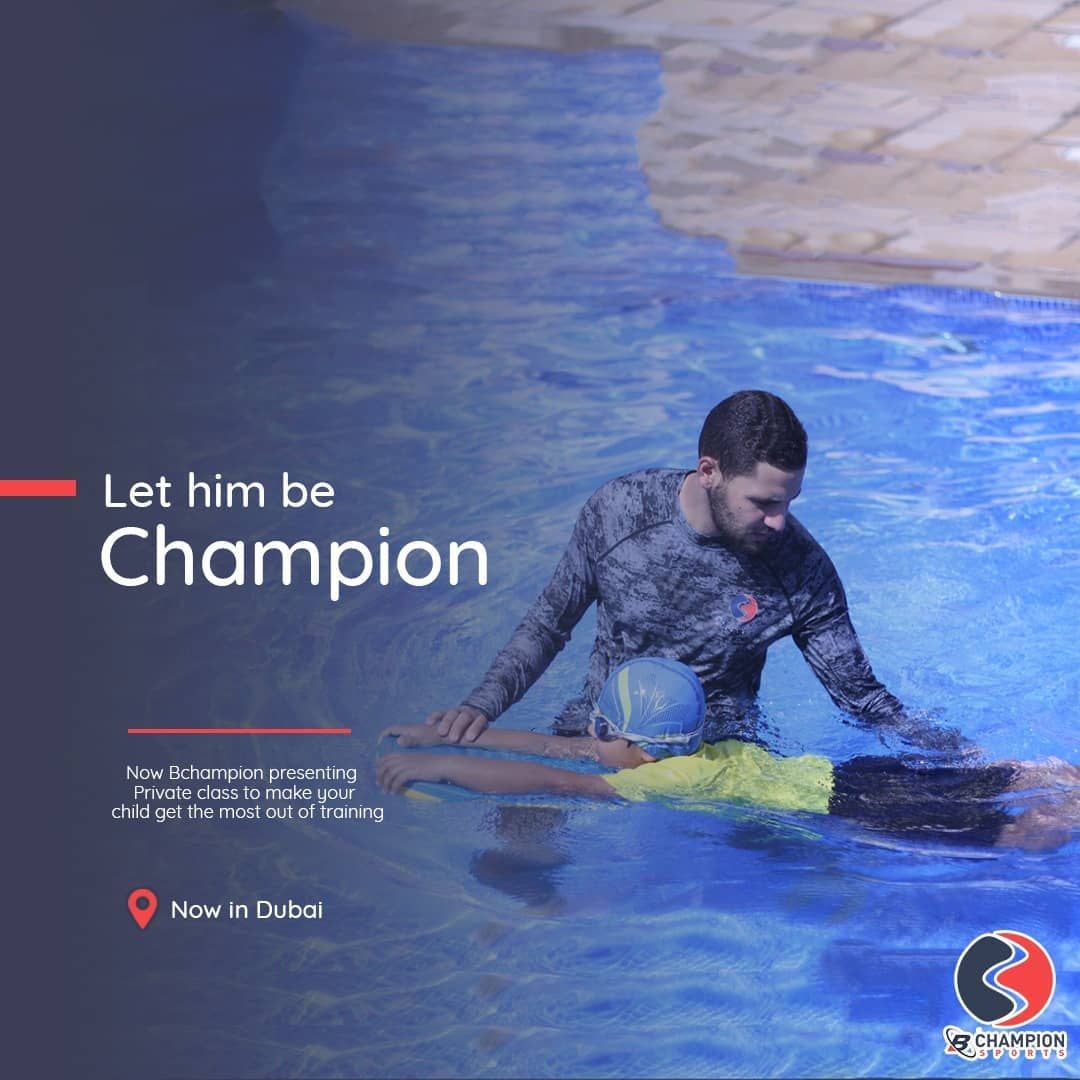 Let him be
Champion
Now Bchampion presenting
Private class to make your
child get the most out of training
Now in Dubai
B CHAMPION
SPORTS